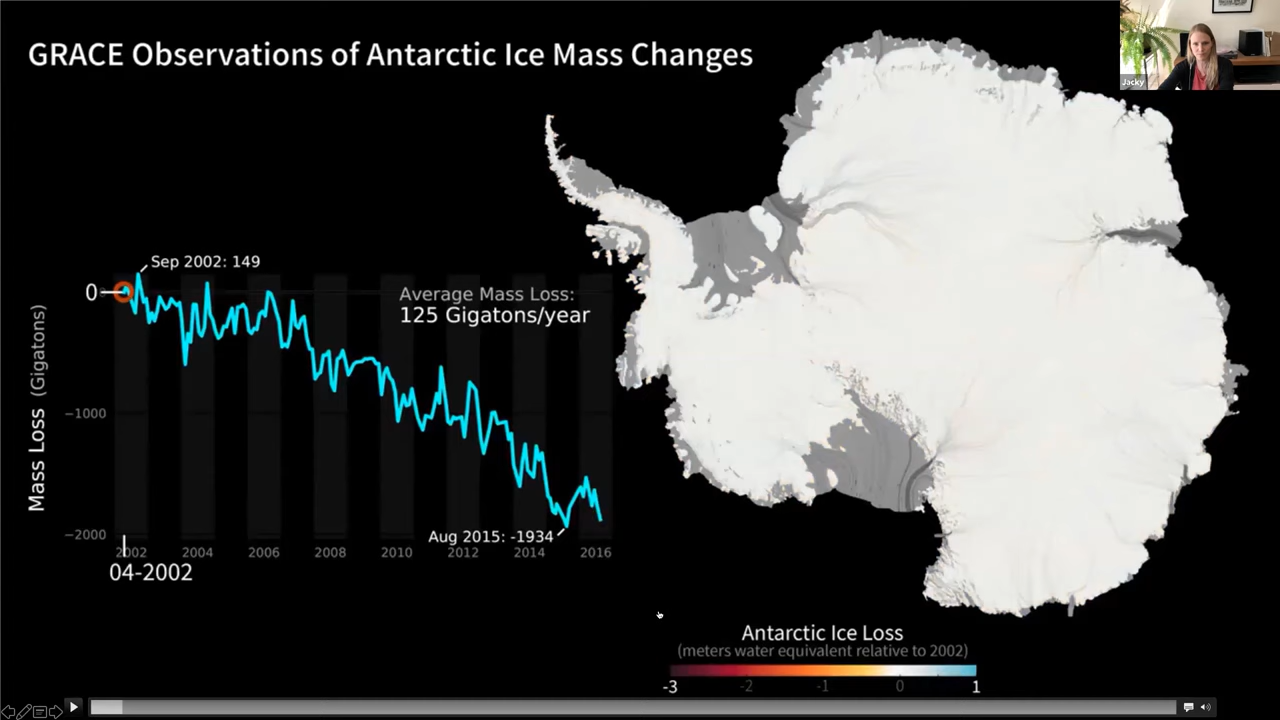 GRACE Observations of Antarctic Ice Mass Changes
Jacky
Sep 2002: 149
0
Average Mass Loss:
125 Gigatons/year
Mass Loss (Gigatons)
−1000
−2000
Aug 2015: -1934
2002 2004 2006 2008 2010 2012 2014 2016
04-2002
Antarctic Ice Loss
(meters water equivalent relative to 2002)
-3 -2 -1 0 1